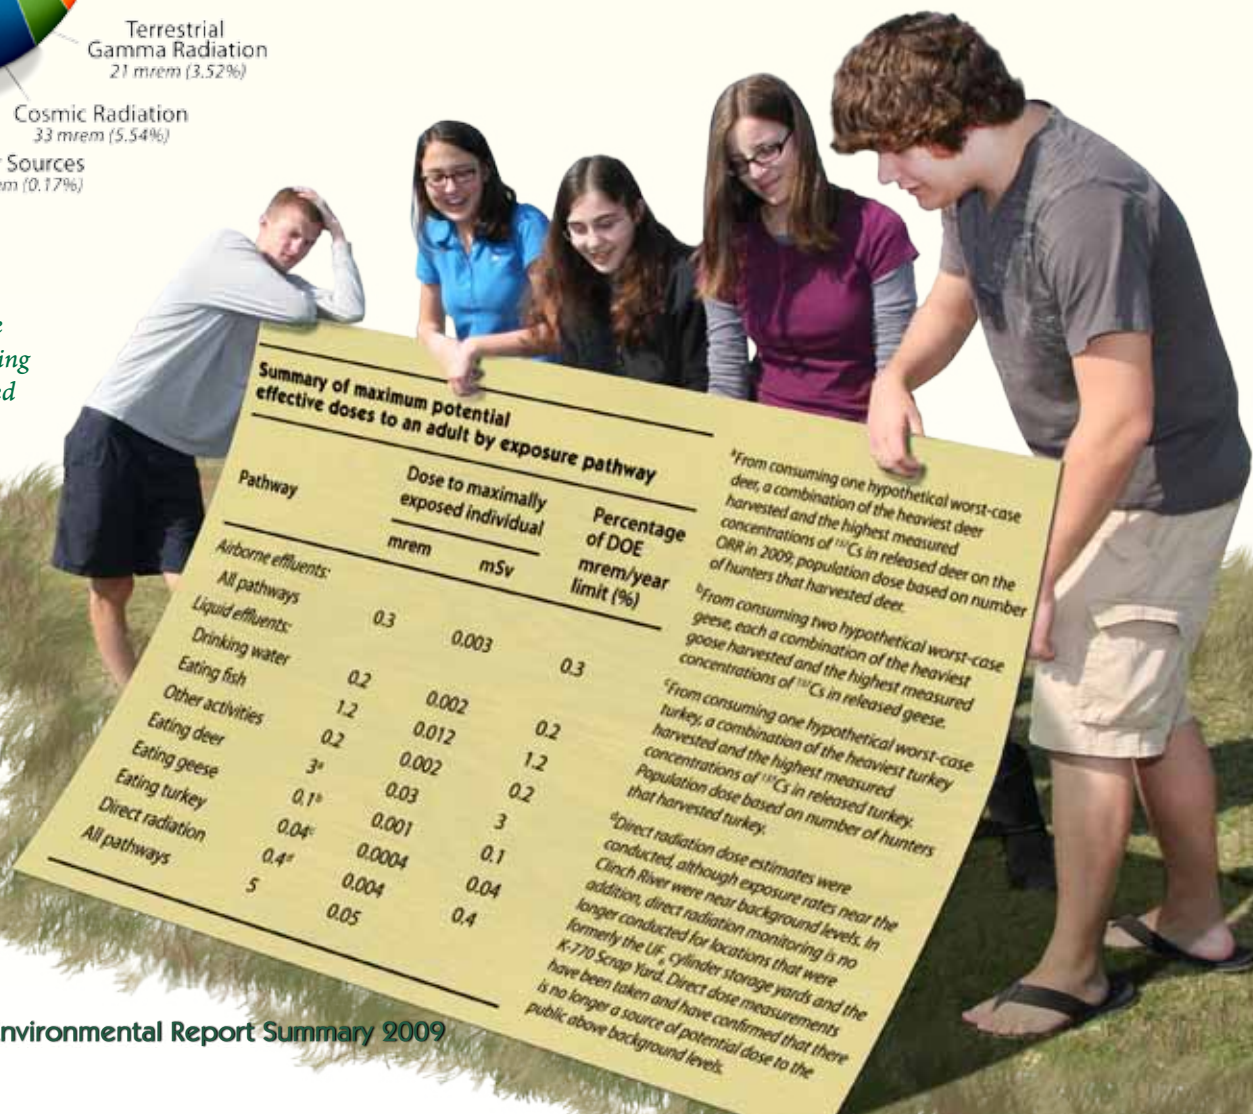 Terrestrial
Gamma Radiation
21 mrem (3.52%)
Cosmic Radiation
33 mrem (5.54%)
Sources
em (0.17%)
ing
Summary of maximum potential
effective doses to an adult by exposure pathway
Pathway
Dose to maximally
exposed individual
mrem mSv
Percentage
of DOE
mrem/year
limit (%)
Airborne effluents:
All pathways 0.3 0.003 0.3
Liquid effluents:
Drinking water 0.2 0.002 0.2
Eating fish 1.2 0.012 1.2
Other activities 0.2 0.002 0.2
Eating deer 3ᵃ 0.03 3
Eating geese 0.1ᵇ 0.001 0.1
Eating turkey 0.04ᶜ 0.0004 0.04
Direct radiation 0.4ᵈ 0.004 0.4
All pathways 5 0.05
ᵃFrom consuming one hypothetical worst-case
deer, a combination of the heaviest deer
harvested and the highest measured
concentrations of ¹³⁷Cs in released deer on the
ORR in 2009; population dose based on number
of hunters that harvested deer.
ᵇFrom consuming two hypothetical worst-case
geese, each a combination of the heaviest
goose harvested and the highest measured
concentrations of ¹³⁷Cs in released geese.
ᶜFrom consuming one hypothetical worst-case
turkey, a combination of the heaviest turkey
harvested and the highest measured
concentrations of ¹³⁷Cs in released turkey.
Population dose based on number of hunters
that harvested turkey.
ᵈDirect radiation dose estimates were
conducted, although exposure rates near the
Clinch River were near background levels. In
addition, direct radiation monitoring is no
longer conducted for locations that were
formerly the UF₆ cylinder storage yards and the
K-770 Scrap Yard. Direct dose measurements
have been taken and have confirmed that there
is no longer a source of potential dose to the
public above background levels.
nvironmental Report Summary 2009